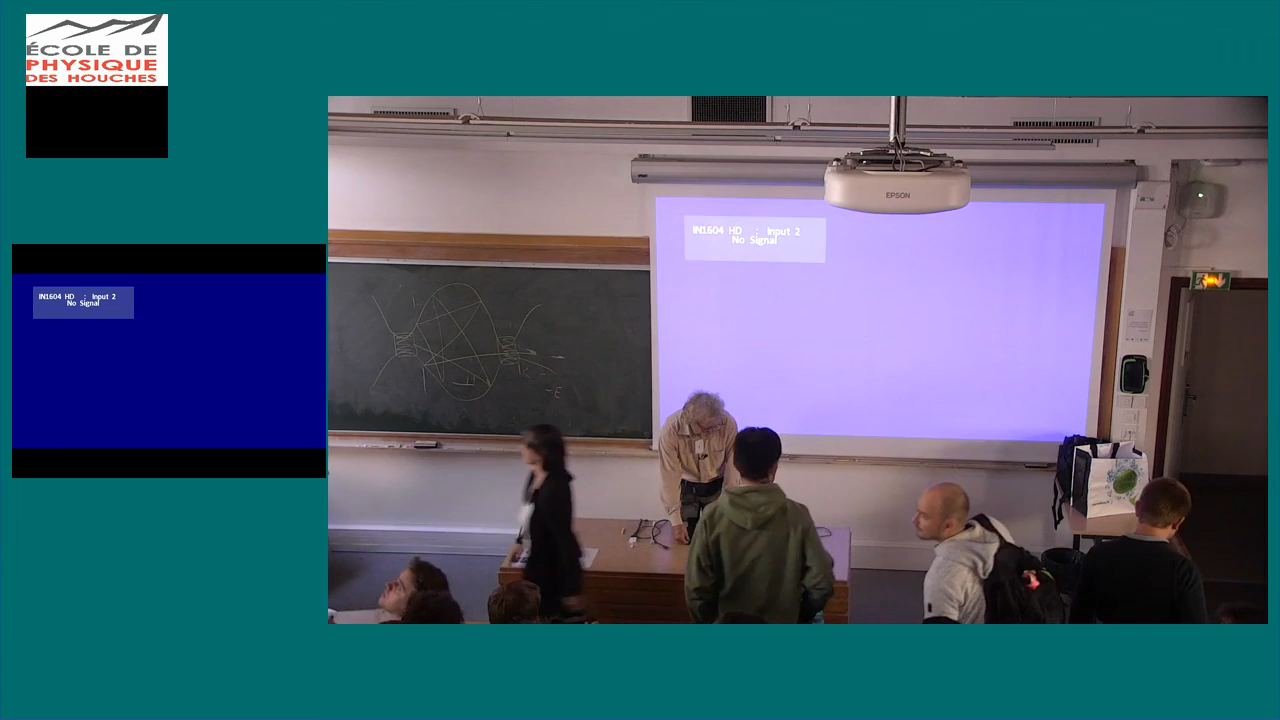 ÉCOLE DE
PHYSIQUE
DES HOUCHES
IN1604 HD : Input 2
No Signal
EPSON
IN1604 HD : Input 2
No Signal
-E